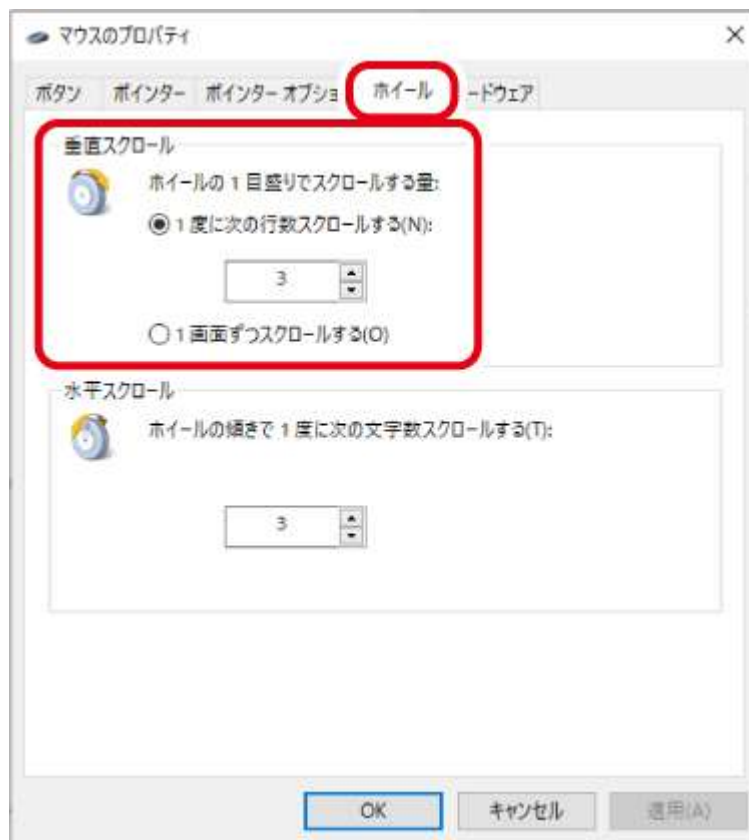 マウスのプロパティ
ボタン ポインター ポインター オプショ ホイール ードウェア
垂直スクロール
ホイールの 1 目盛りでスクロールする量:
1 度に次の行数スクロールする(N):
3
1 画面ずつスクロールする(O)
水平スクロール
ホイールの傾きで 1 度に次の文字数スクロールする(T):
3
OK キャンセル 適用(A)